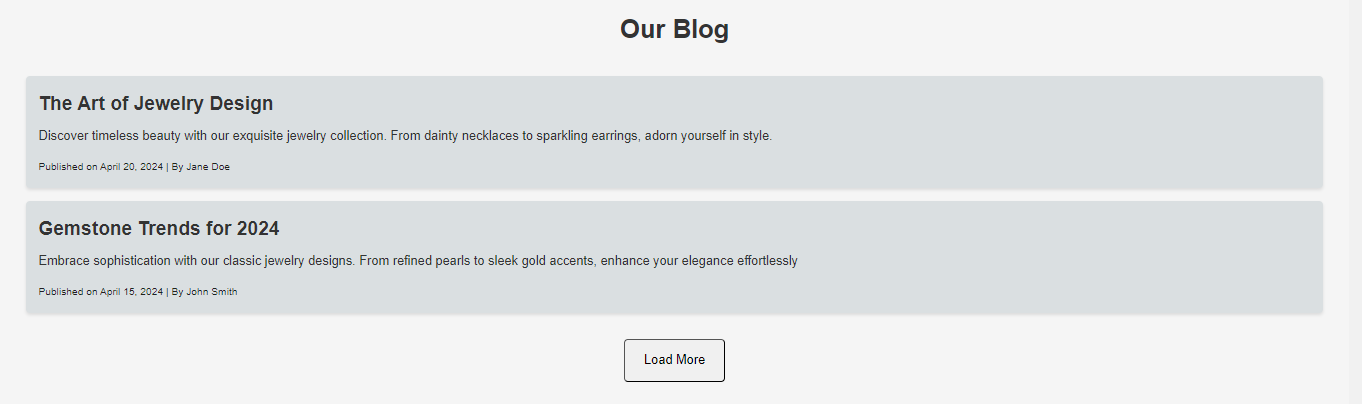 Our Blog
The Art of Jewelry Design
Discover timeless beauty with our exquisite jewelry collection. From dainty necklaces to sparkling earrings, adorn yourself in style.
Published on April 20, 2024 | By Jane Doe
Gemstone Trends for 2024
Embrace sophistication with our classic jewelry designs. From refined pearls to sleek gold accents, enhance your elegance effortlessly
Published on April 15, 2024 | By John Smith
Load More